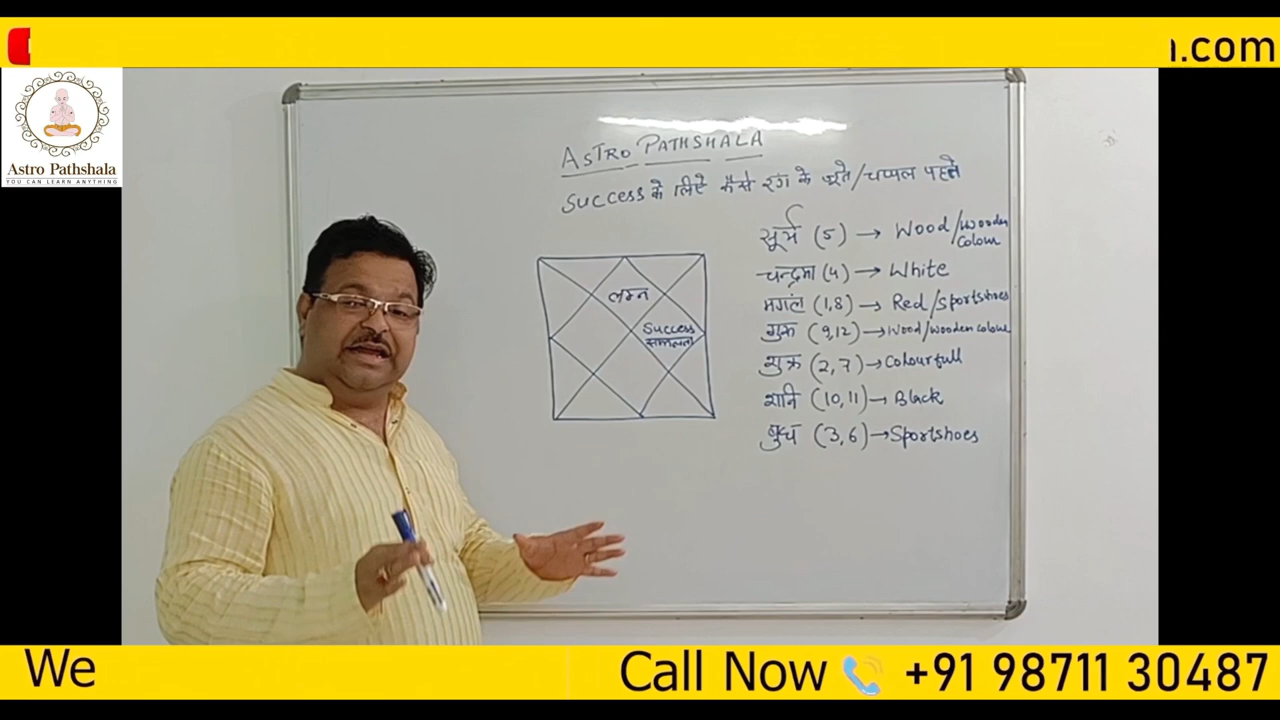 .com
Astro Pathshala
YOU CAN LEARN ANYTHING
ASTRO PATHSHALA
Success के लिए कैसे रंग के जूते/चप्पल पहने
सूर्य (5) → Wood/Wooden Colour
चन्द्रमा (4) → White
मगंल (1,8) → Red/Sportshoes
गुरू (9,12) → Wood/Wooden colour
शुक्र (2,7) → Colourfull
शनि (10,11) → Black
बुध (3,6) → Sportshoes
लग्न
Success
सफलता
We
Call Now +91 98711 30487